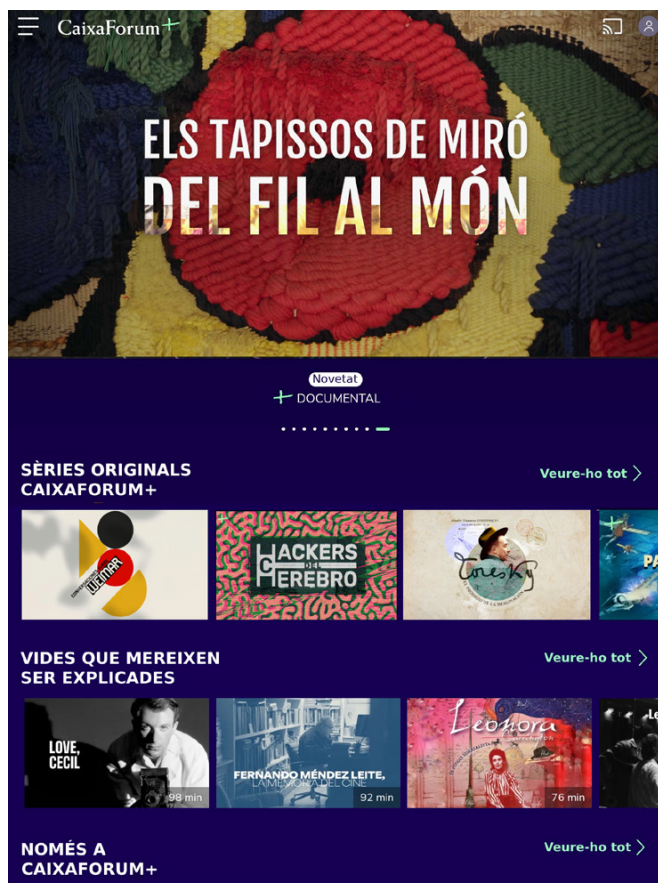 CaixaForum+
ELS TAPISSOS DE MIRÓ
DEL FIL AL MÓN
Novetat
+ DOCUMENTAL
SÈRIES ORIGINALS
CAIXAFORUM+
Veure-ho tot
WEIMAR
HACKERS
DEL
CEREBRO
VIDES QUE MEREIXEN
SER EXPLICADES
Veure-ho tot
LOVE,
CECIL
98 min
FERNANDO MÉNDEZ LEITE,
LA MEMORIA DEL CINE
92 min
Leonora
carrington
76 min
NOMÉS A
CAIXAFORUM+
Veure-ho tot